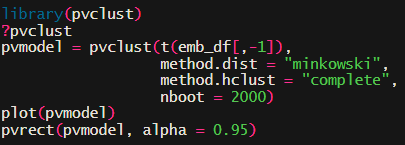 library(pvclust)
?pvclust
pvmodel = pvclust(t(emb_df[,-1]),
method.dist = "minkowski",
method.hclust = "complete",
nboot = 2000)
plot(pvmodel)
pvrect(pvmodel, alpha = 0.95)